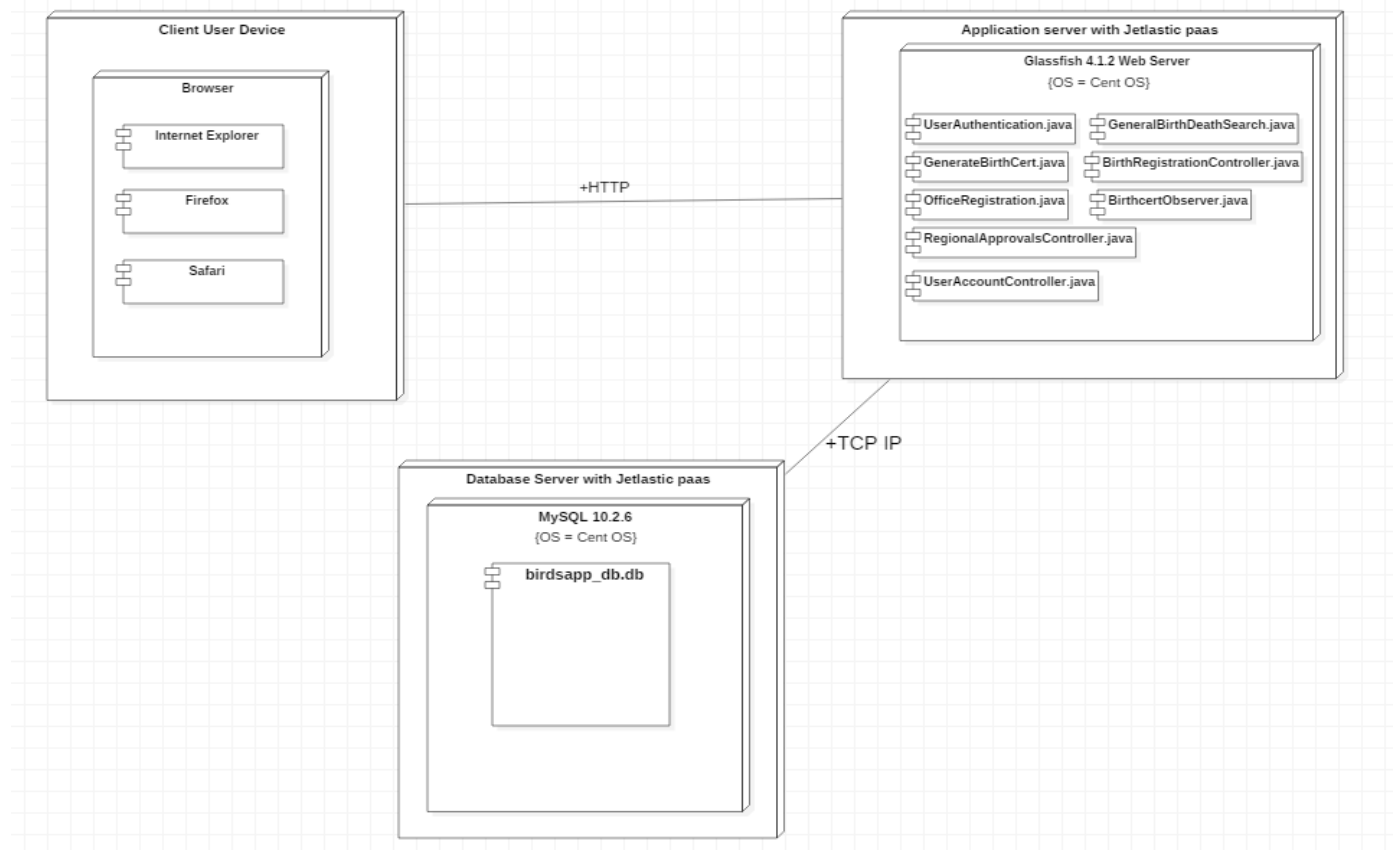 Client User Device
Browser
Internet Explorer
Firefox
Safari
+HTTP
Application server with Jetlastic paas
Glassfish 4.1.2 Web Server
{OS = Cent OS}
UserAuthentication.java
GeneralBirthDeathSearch.java
GenerateBirthCert.java
BirthRegistrationController.java
OfficeRegistration.java
BirthcertObserver.java
RegionalApprovalsController.java
UserAccountController.java
+TCP IP
Database Server with Jetlastic paas
MySQL 10.2.6
{OS = Cent OS}
birdsapp_db.db